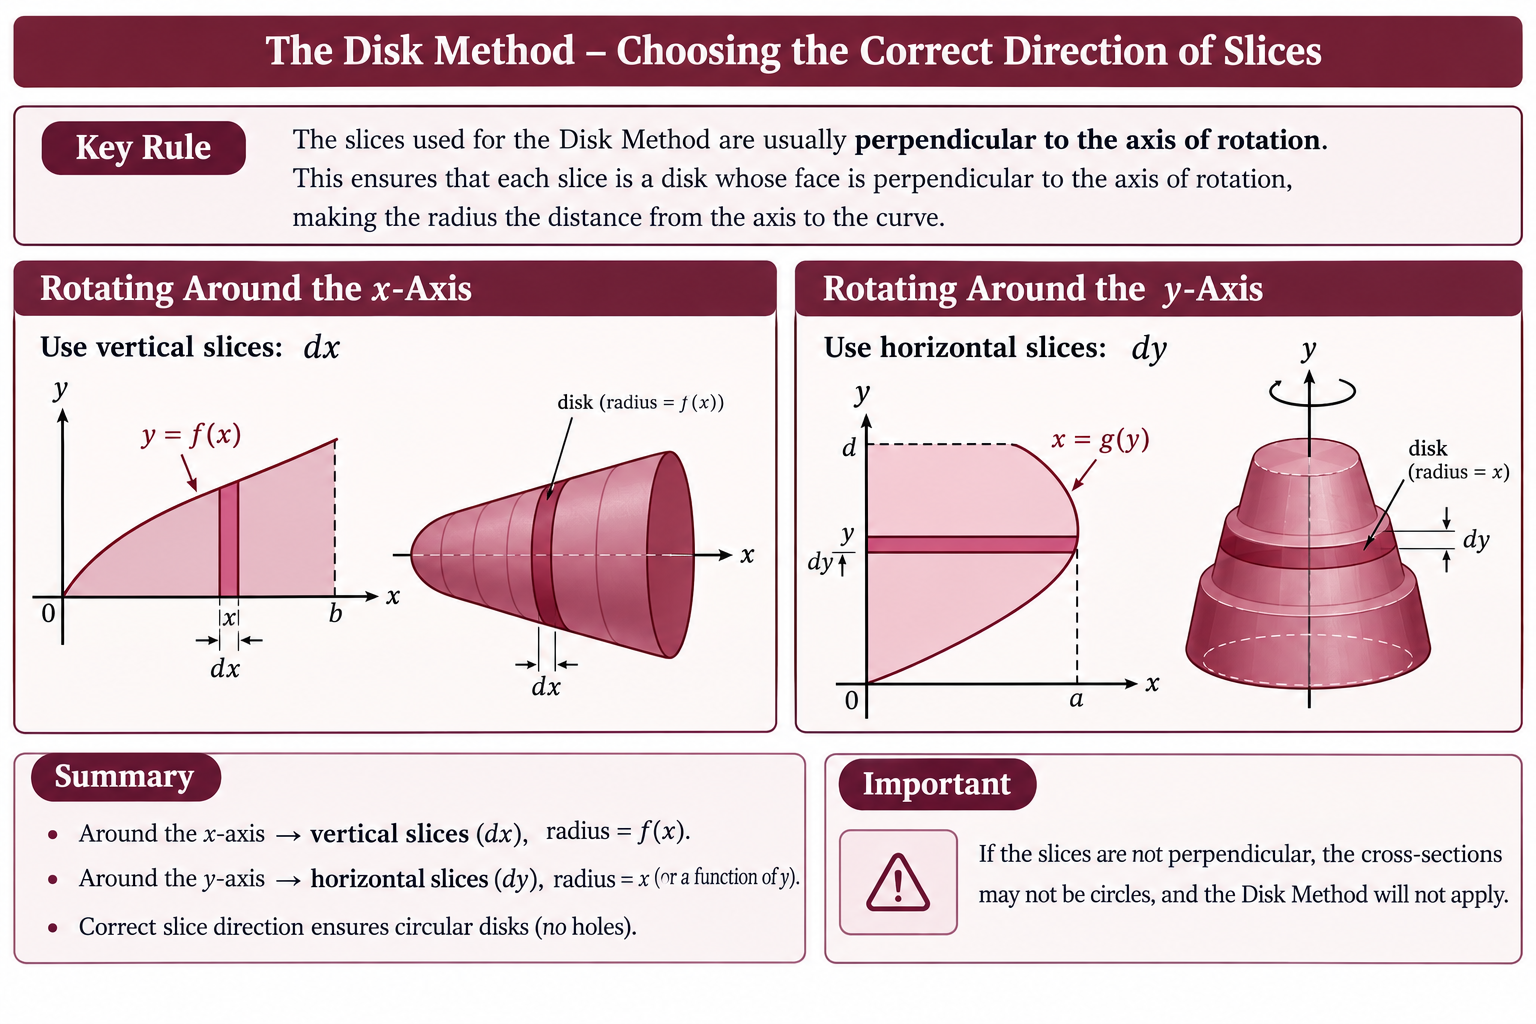 The Disk Method – Choosing the Correct Direction of Slices
Key Rule
The slices used for the Disk Method are usually perpendicular to the axis of rotation.
This ensures that each slice is a disk whose face is perpendicular to the axis of rotation,
making the radius the distance from the axis to the curve.
Rotating Around the x-Axis
Use vertical slices: dx
y
y = f(x)
0
x
dx
b
x
disk (radius = f(x))
x
dx
Rotating Around the y-Axis
Use horizontal slices: dy
y
d
x = g(y)
y
dy
0
a
x
y
disk
(radius = x)
dy
Summary
• Around the x-axis → vertical slices (dx), radius = f(x).
• Around the y-axis → horizontal slices (dy), radius = x (or a function of y).
• Correct slice direction ensures circular disks (no holes).
Important
If the slices are not perpendicular, the cross-sections
may not be circles, and the Disk Method will not apply.